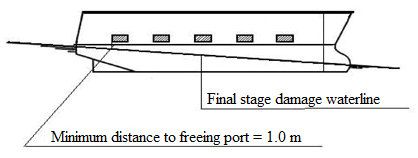 Final stage damage waterline
Minimum distance to freeing port = 1.0 m